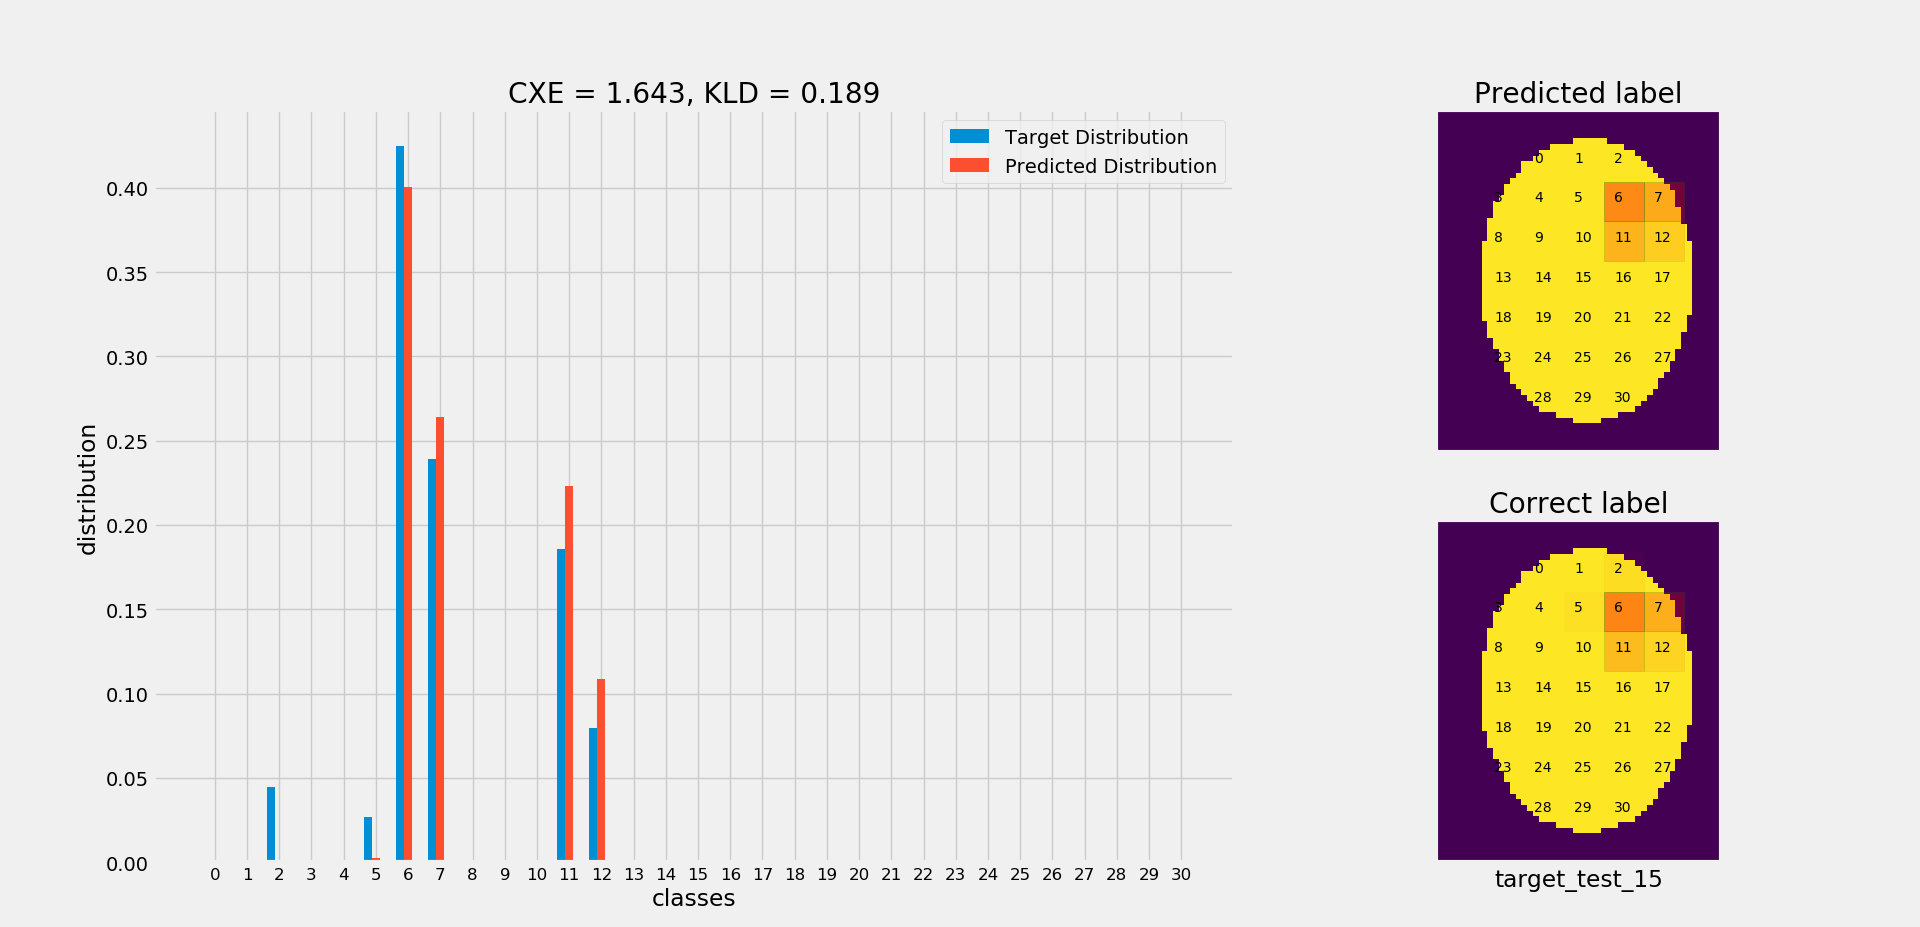 CXE = 1.643, KLD = 0.189
Target Distribution
Predicted Distribution
distribution
0.40
0.35
0.30
0.25
0.20
0.15
0.10
0.05
0.00
0 1 2 3 4 5 6 7 8 9 10 11 12 13 14 15 16 17 18 19 20 21 22 23 24 25 26 27 28 29 30
classes
Predicted label
0 1 2
3 4 5 6 7
8 9 10 11 12
13 14 15 16 17
18 19 20 21 22
23 24 25 26 27
28 29 30
Correct label
0 1 2
3 4 5 6 7
8 9 10 11 12
13 14 15 16 17
18 19 20 21 22
23 24 25 26 27
28 29 30
target_test_15